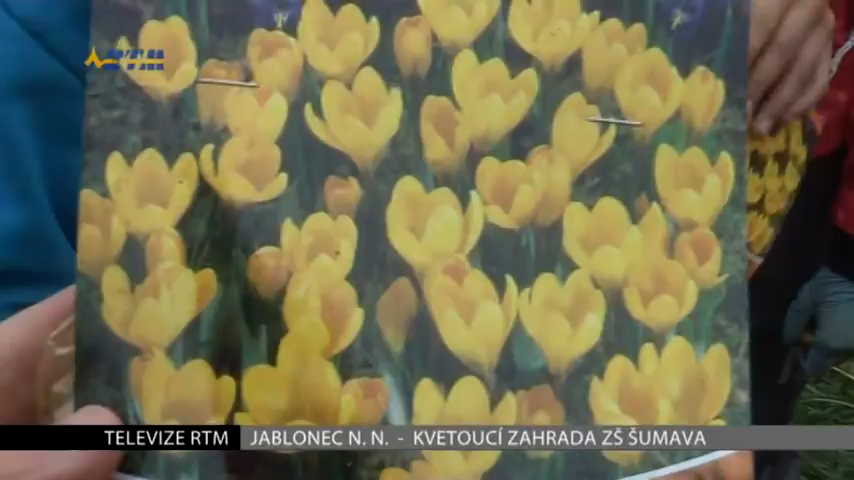 TELEVIZE RTM JABLONEC N. N. - KVETOUCÍ ZAHRADA ZŠ ŠUMAVA